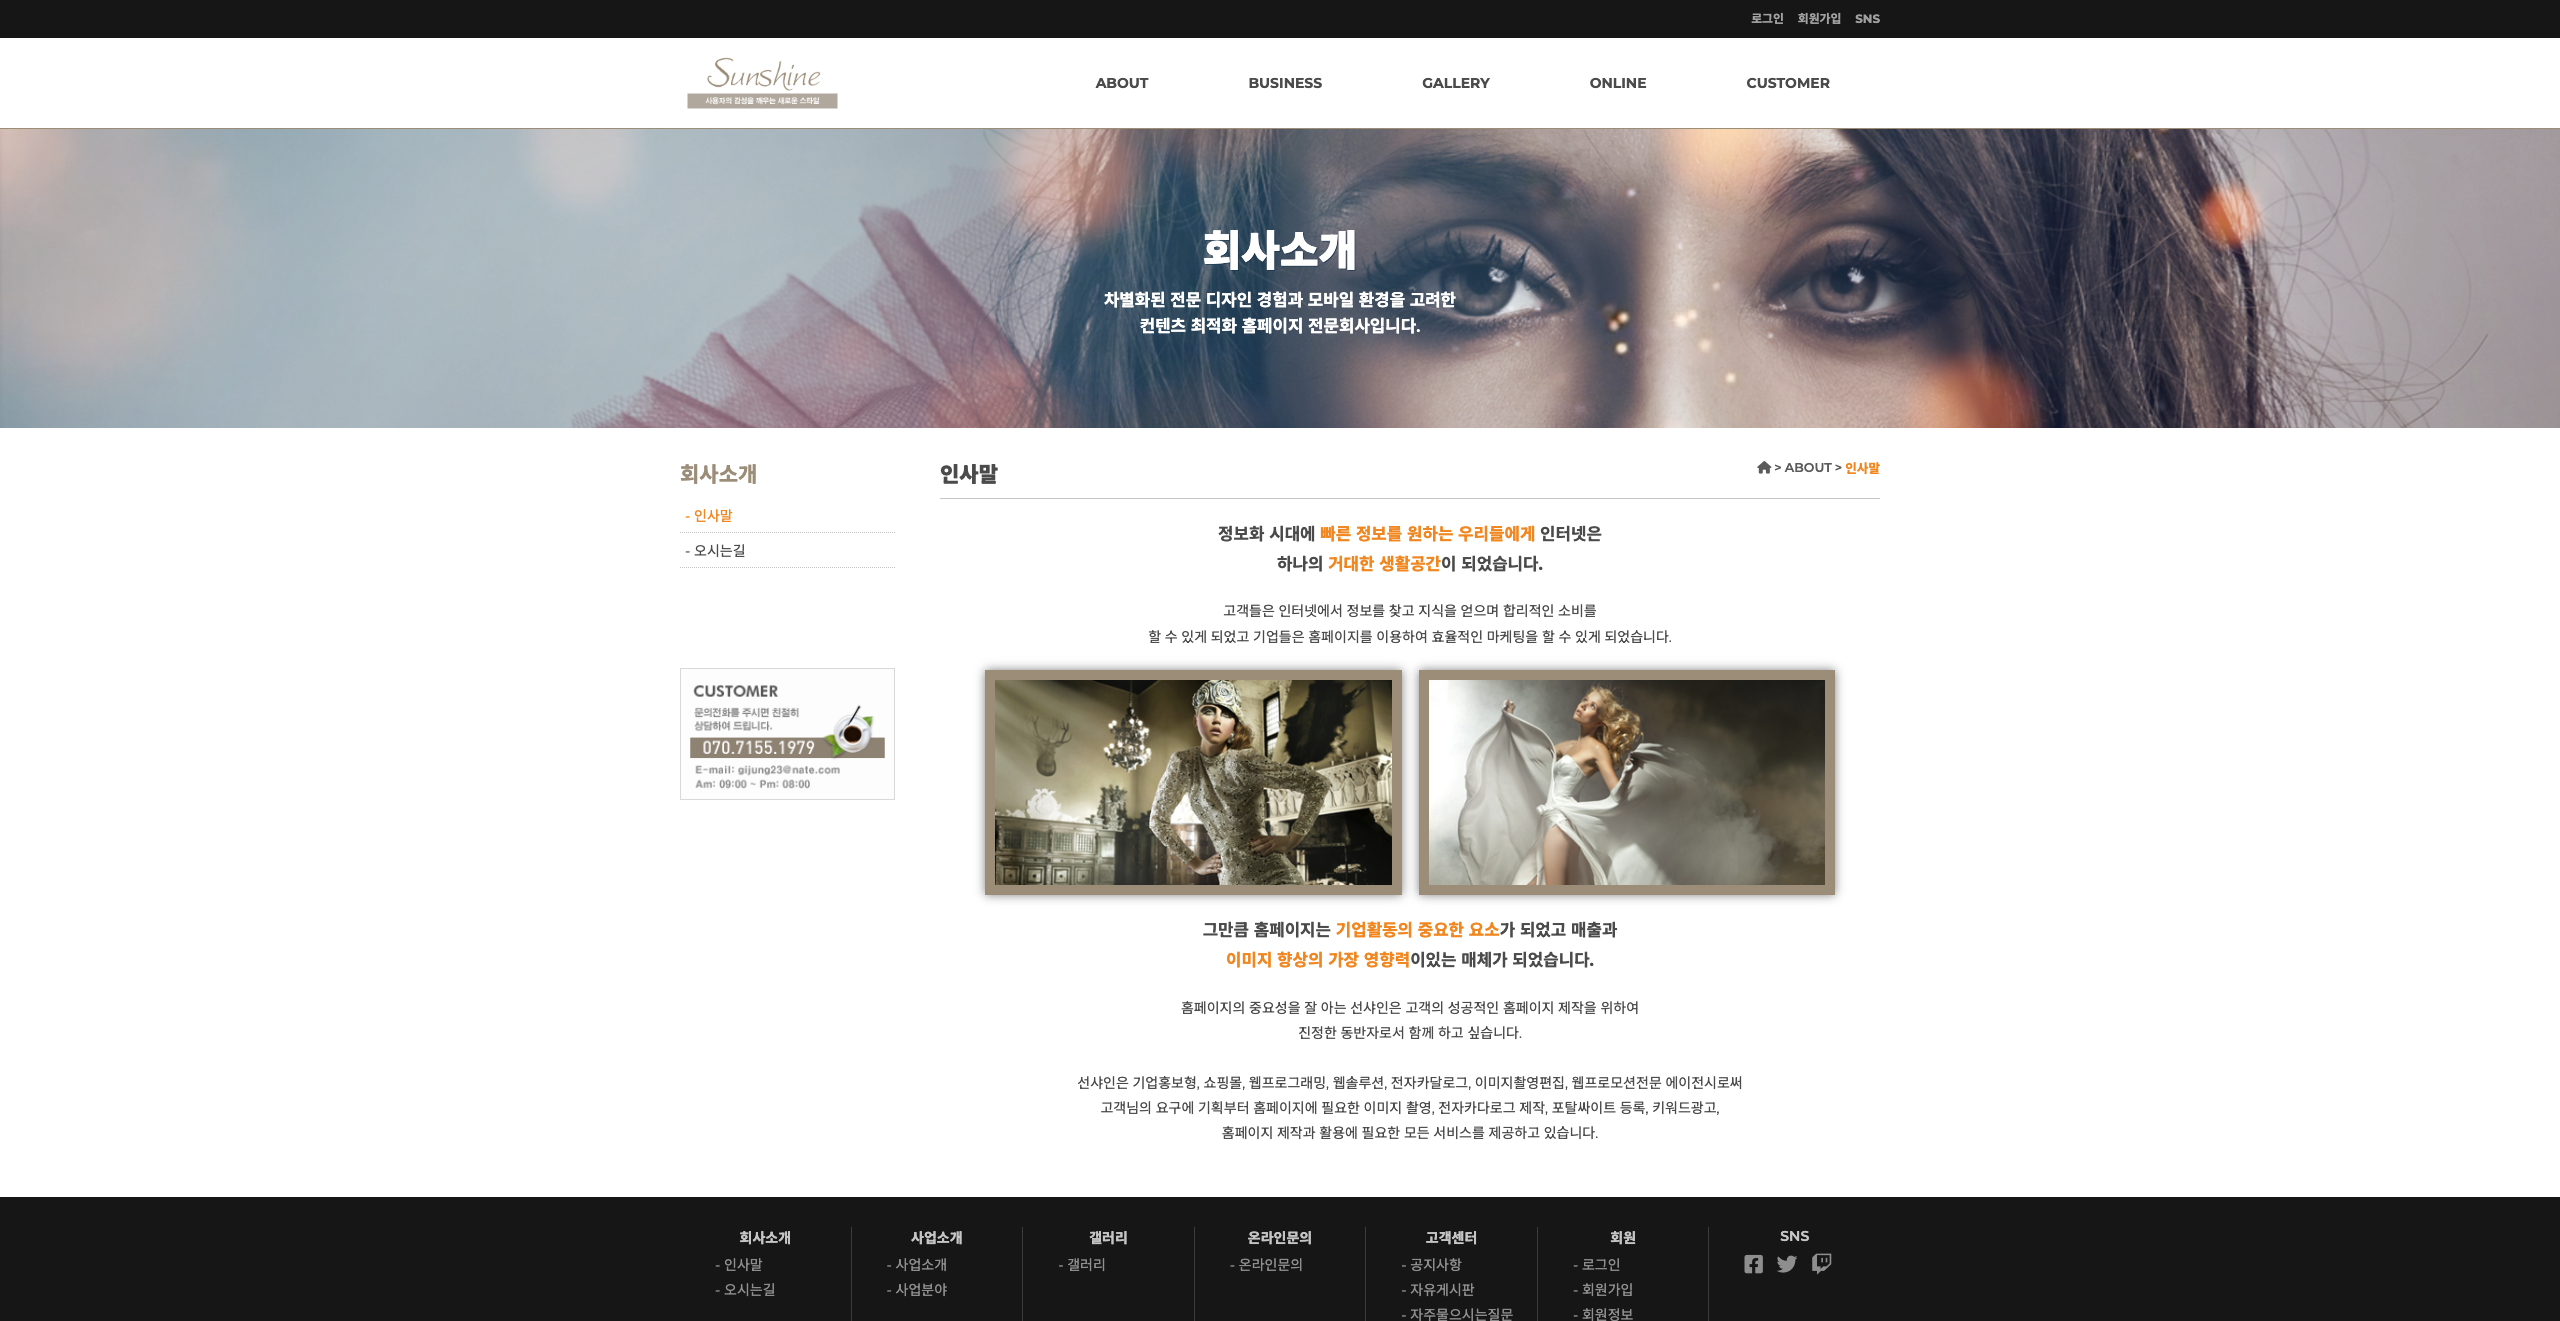 로그인 회원가입 SNS
Sunshine
사용자의 감성을 깨우는 새로운 스타일
ABOUT BUSINESS GALLERY ONLINE CUSTOMER
회사소개
차별화된 전문 디자인 경험과 모바일 환경을 고려한
컨텐츠 최적화 홈페이지 전문회사입니다.
회사소개
- 인사말
- 오시는길
CUSTOMER
문의전화를 주시면 친절히
상담하여 드립니다.
070.7155.1979
E-mail: gijung23@nate.com
Am: 09:00 ~ Pm: 08:00
인사말
> ABOUT > 인사말
정보화 시대에 빠른 정보를 원하는 우리들에게 인터넷은
하나의 거대한 생활공간이 되었습니다.
고객들은 인터넷에서 정보를 찾고 지식을 얻으며 합리적인 소비를
할 수 있게 되었고 기업들은 홈페이지를 이용하여 효율적인 마케팅을 할 수 있게 되었습니다.
그만큼 홈페이지는 기업활동의 중요한 요소가 되었고 매출과
이미지 향상의 가장 영향력이있는 매체가 되었습니다.
홈페이지의 중요성을 잘 아는 선샤인은 고객의 성공적인 홈페이지 제작을 위하여
진정한 동반자로서 함께 하고 싶습니다.
선샤인은 기업홍보형, 쇼핑몰, 웹프로그래밍, 웹솔루션, 전자카달로그, 이미지촬영편집, 웹프로모션전문 에이전시로써
고객님의 요구에 기획부터 홈페이지에 필요한 이미지 촬영, 전자카다로그 제작, 포탈싸이트 등록, 키워드광고,
홈페이지 제작과 활용에 필요한 모든 서비스를 제공하고 있습니다.
회사소개
- 인사말
- 오시는길
사업소개
- 사업소개
- 사업분야
갤러리
- 갤러리
온라인문의
- 온라인문의
고객센터
- 공지사항
- 자유게시판
- 자주물으시는질문
회원
- 로그인
- 회원가입
- 회원정보
SNS